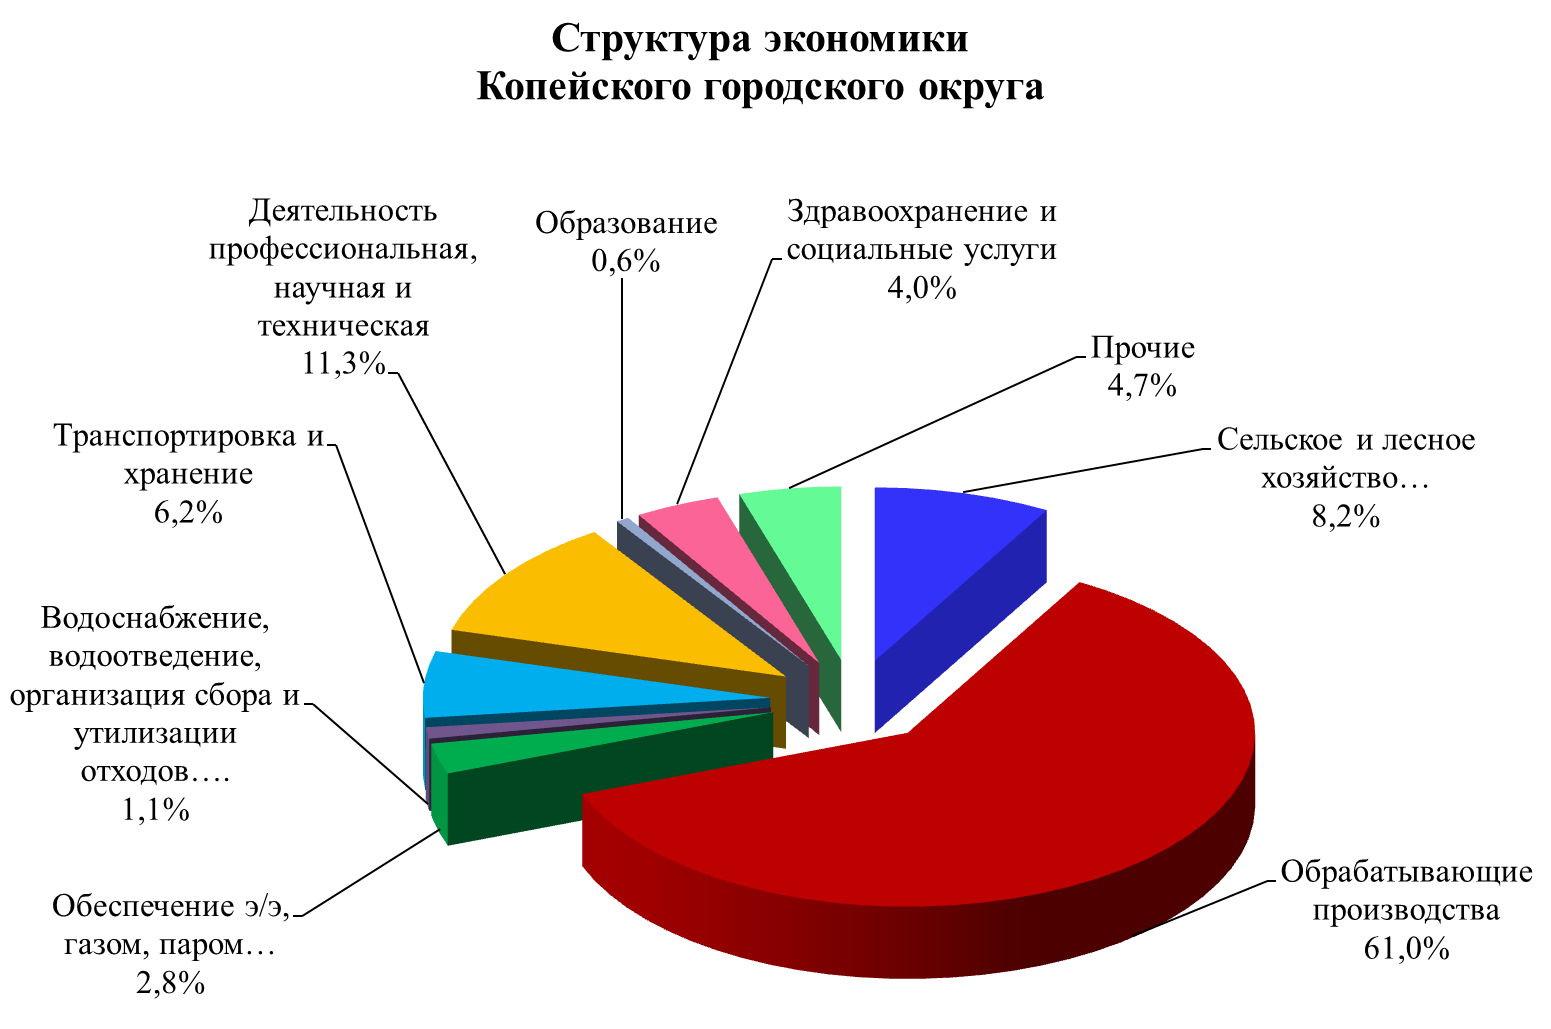 Структура экономики
Копейского городского округа
Деятельность
профессиональная,
научная и
техническая
11,3%
Образование
0,6%
Здравоохранение и
социальные услуги
4,0%
Прочие
4,7%
Сельское и лесное
хозяйство…
8,2%
Транспортировка и
хранение
6,2%
Водоснабжение,
водоотведение,
организация сбора и
утилизации
отходов….
1,1%
Обеспечение э/э,
газом, паром…
2,8%
Обрабатывающие
производства
61,0%